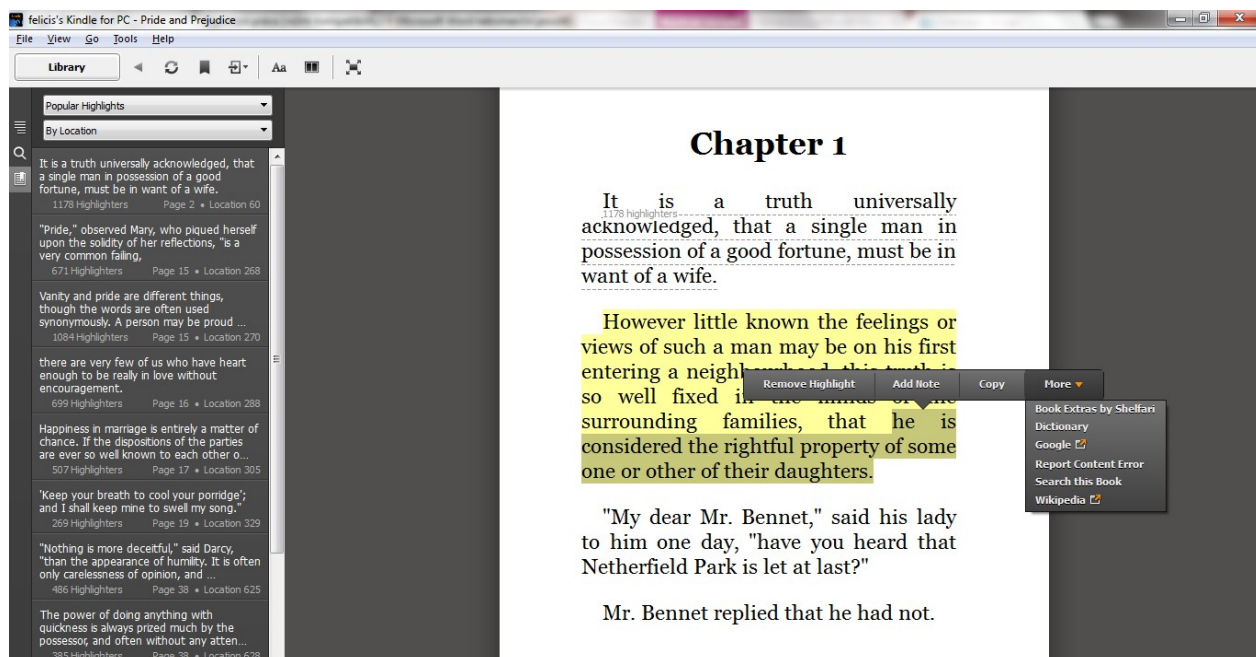 felicis's Kindle for PC - Pride and Prejudice
File View Go Tools Help
Library
Aa
Popular Highlights
By Location
It is a truth universally acknowledged, that
a single man in possession of a good
fortune, must be in want of a wife.
1178 Highlighters Page 2 • Location 60
"Pride," observed Mary, who piqued herself
upon the solidity of her reflections, "is a
very common failing,
671 Highlighters Page 15 • Location 268
Vanity and pride are different things,
though the words are often used
synonymously. A person may be proud ...
1084 Highlighters Page 15 • Location 270
there are very few of us who have heart
enough to be really in love without
encouragement.
699 Highlighters Page 16 • Location 288
Happiness in marriage is entirely a matter of
chance. If the dispositions of the parties
are ever so well known to each other o...
507 Highlighters Page 17 • Location 305
'Keep your breath to cool your porridge';
and I shall keep mine to swell my song."
269 Highlighters Page 19 • Location 329
"Nothing is more deceitful," said Darcy,
"than the appearance of humility. It is often
only carelessness of opinion, and ...
486 Highlighters Page 38 • Location 625
The power of doing anything with
quickness is always prized much by the
possessor, and often without any atten...
385 Highlighters Page 38 • Location 628
Chapter 1
It is a truth universally
1178 highlighters
acknowledged, that a single man in
possession of a good fortune, must be in
want of a wife.
However little known the feelings or
views of such a man may be on his first
entering a
so well fixed
surrounding families, that he is
considered the rightful property of some
one or other of their daughters.
"My dear Mr. Bennet," said his lady
to him one day, "have you heard that
Netherfield Park is let at last?"
Mr. Bennet replied that he had not.
Remove Highlight Add Note Copy More
Book Extras by Shelfari
Dictionary
Google
Report Content Error
Search this Book
Wikipedia